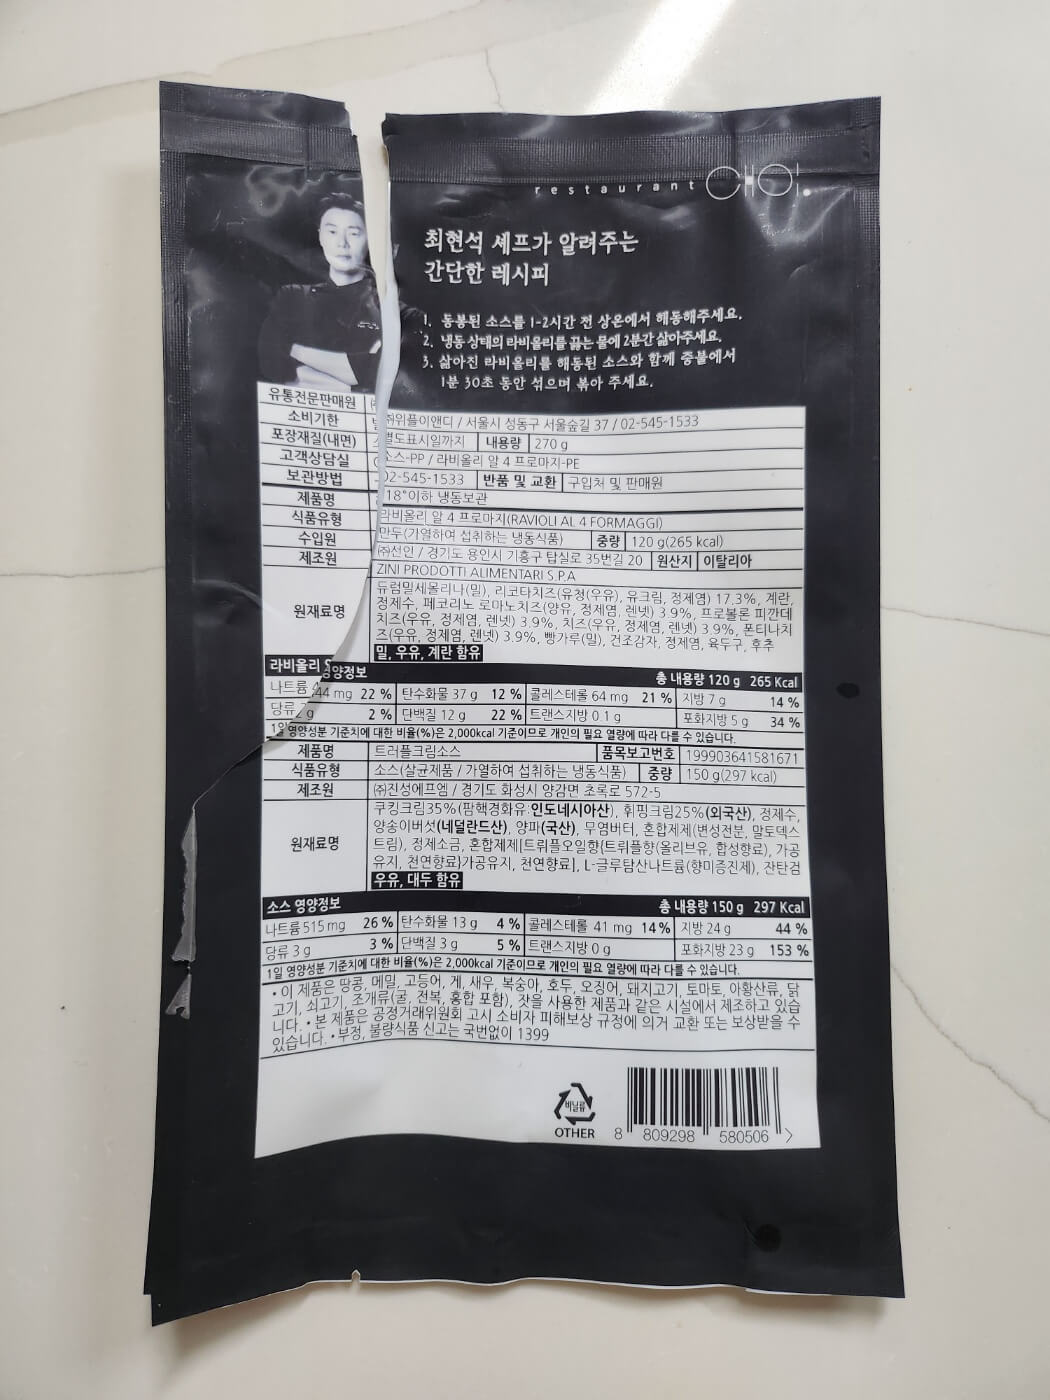 restaurant
최현석 셰프가 알려주는
간단한 레시피
1. 동봉된 소스를 1-2시간 전 상온에서 해동해주세요.
2. 냉동 상태의 라비올리를 끓는 물에 2분간 삶아주세요.
3. 삶아진 라비올리를 해동된 소스와 함께 중불에서
1분 30초 동안 섞으며 볶아 주세요.
유통전문판매원 ㈜위플이앤디 / 서울시 성동구 서울숲길 37 / 02-545-1533
소비기한 별도표시일까지 내용량 270 g
포장재질(내면) 소스-PP / 라비올리 알 4 프로마지-PE
고객상담실 02-545-1533 반품 및 교환 구입처 및 판매원
보관방법 18°이하 냉동보관
제품명 라비올리 알 4 프로마지(RAVIOLI AL 4 FORMAGGI)
식품유형 만두(가열하여 섭취하는 냉동식품) 중량 120 g(265 kcal)
수입원 ㈜선인 / 경기도 용인시 기흥구 탑실로 35번길 20 원산지 이탈리아
제조원 ZINI PRODOTTI ALIMENTARI S.P.A
원재료명 듀럼밀세몰리나(밀), 리코타치즈(유청(우유), 유크림, 정제염) 17.3%, 계란,
정제수, 페코리노 로마노치즈(양유, 정제염, 렌넷) 3.9%, 프로볼론 피깐데
치즈(우유, 정제염, 렌넷) 3.9%, 치즈(우유, 정제염, 렌넷) 3.9%, 폰티나치
즈(우유, 정제염, 렌넷) 3.9%, 빵가루(밀), 건조감자, 정제염, 육두구, 후추
밀, 우유, 계란 함유
라비올리 영양정보 총 내용량 120 g 265 Kcal
나트륨 44 mg 22 % 탄수화물 37 g 12 % 콜레스테롤 64 mg 21 % 지방 7 g 14 %
당류 2 g 2 % 단백질 12 g 22 % 트랜스지방 0.1 g 포화지방 5 g 34 %
1일 영양성분 기준치에 대한 비율(%)은 2,000kcal 기준이므로 개인의 필요 열량에 따라 다를 수 있습니다.
제품명 트러플크림소스 품목보고번호 199903641581671
식품유형 소스(살균제품 / 가열하여 섭취하는 냉동식품) 중량 150 g(297 kcal)
제조원 ㈜진성에프엠 / 경기도 화성시 양감면 초록로 572-5
원재료명 쿠킹크림35%(팜핵경화유:인도네시아산), 휘핑크림25%(외국산), 정제수,
양송이버섯(네덜란드산), 양파(국산), 무염버터, 혼합제제(변성전분, 말토덱스
트림), 정제소금, 혼합제제[트뤼플오일향(트뤼플향(올리브유, 합성향료), 가공
유지, 천연향료)가공유지, 천연향료], L-글루탐산나트륨(향미증진제), 잔탄검
우유, 대두 함유
소스 영양정보 총 내용량 150 g 297 Kcal
나트륨 515 mg 26 % 탄수화물 13 g 4 % 콜레스테롤 41 mg 14 % 지방 24 g 44 %
당류 3 g 3 % 단백질 3 g 5 % 트랜스지방 0 g 포화지방 23 g 153 %
1일 영양성분 기준치에 대한 비율(%)은 2,000kcal 기준이므로 개인의 필요 열량에 따라 다를 수 있습니다.
• 이 제품은 땅콩, 메밀, 고등어, 게, 새우, 복숭아, 호두, 오징어, 돼지고기, 토마토, 아황산류, 닭
고기, 쇠고기, 조개류(굴, 전복, 홍합 포함), 잣을 사용한 제품과 같은 시설에서 제조하고 있습
니다. • 본 제품은 공정거래위원회 고시 소비자 피해보상 규정에 의거 교환 또는 보상받을 수
있습니다. • 부정, 불량식품 신고는 국번없이 1399
비닐류
OTHER
8 809298 580506 >